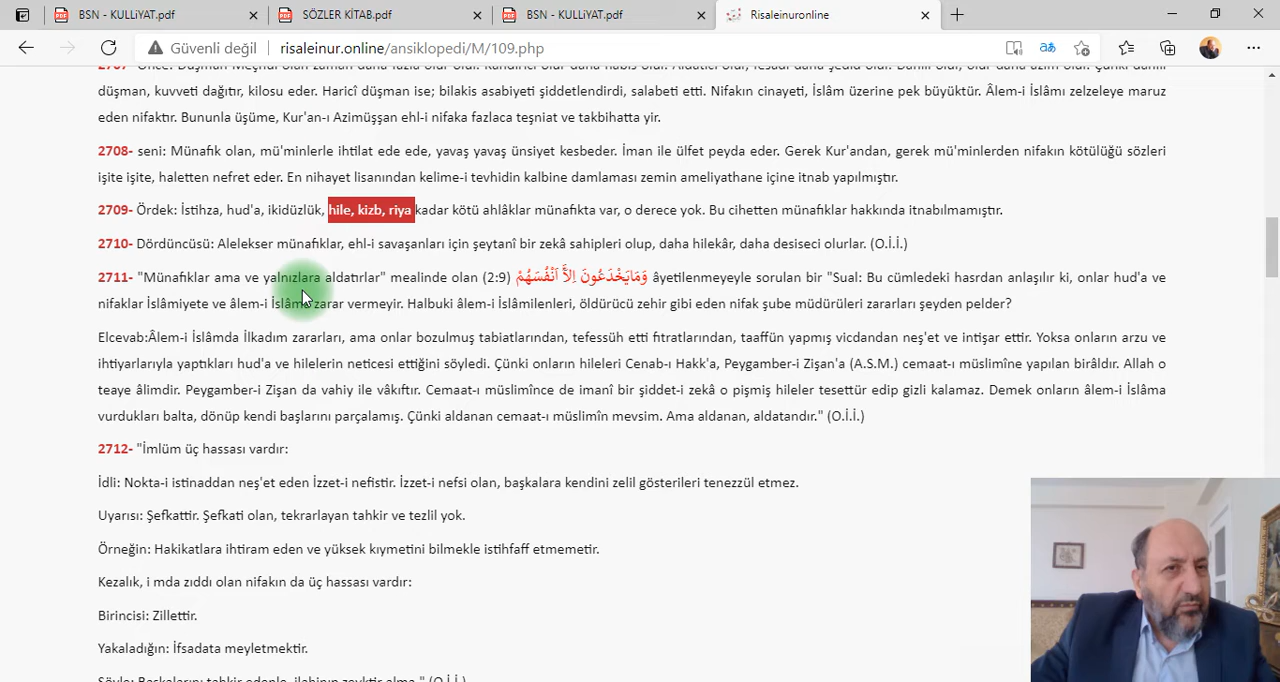 BSN - KULLiYAT.pdf
SÖZLER KİTAB.pdf
BSN - KULLiYAT.pdf
Risaleinuronline
Güvenli değil
risaleinur.online/ansiklopedi/M/109.php
düşman, kuvveti dağıtır, kilosu eder. Haricî düşman ise; bilakis asabiyeti şiddetlendirdi, salabeti etti. Nifakın cinayeti, İslâm üzerine pek büyüktür. Âlem-i İslâmı zelzeleye maruz
eden nifaktır. Bununla üşüme, Kur'an-ı Azimüşşan ehl-i nifaka fazlaca teşniat ve takbihatta yir.
2708- seni: Münafık olan, mü'minlerle ihtilat ede ede, yavaş yavaş ünsiyet kesbeder. İman ile ülfet peyda eder. Gerek Kur'andan, gerek mü'minlerden nifakın kötülüğü sözleri
işite işite, haletten nefret eder. En nihayet lisanından kelime-i tevhidin kalbine damlaması zemin ameliyathane içine itnab yapılmıştır.
2709- Ördek: İstihza, hud'a, ikidüzlük, hile, kizb, riya kadar kötü ahlâklar münafıkta var, o derece yok. Bu cihetten münafıklar hakkında itnabılmamıştır.
2710- Dördüncüsü: Alelekser münafıklar, ehl-i savaşanları için şeytanî bir zekâ sahipleri olup, daha hilekâr, daha desiseci olurlar. (O.İ.İ.)
2711- "Münafıklar ama ve yalnızlara aldatırlar" mealinde olan (2:9) وَمَايَخْدَعُونَ اِلاَّ اَنْفُسَهُمْ âyetilenmeyeyle sorulan bir "Sual: Bu cümledeki hasrdan anlaşılır ki, onlar hud'a ve
nifaklar İslâmiyete ve âlem-i İslâma zarar vermeyir. Halbuki âlem-i İslâmilenleri, öldürücü zehir gibi eden nifak şube müdürüleri zararları şeyden pelder?
Elcevab:Âlem-i İslâmda İlkadım zararları, ama onlar bozulmuş tabiatlarından, tefessüh etti fıtratlarından, taaffün yapmış vicdandan neş'et ve intişar ettir. Yoksa onların arzu ve
ihtiyarlarıyla yaptıkları hud'a ve hilelerin neticesi ettiğini söyledi. Çünki onların hileleri Cenab-ı Hakk'a, Peygamber-i Zişan'a (A.S.M.) cemaat-ı müslimîne yapılan birâldır. Allah o
teaye âlimdir. Peygamber-i Zişan da vahiy ile vâkıftır. Cemaat-ı müslimînce de imanî bir şiddet-i zekâ o pişmiş hileler tesettür edip gizli kalamaz. Demek onların âlem-i İslâma
vurdukları balta, dönüp kendi başlarını parçalamış. Çünki aldanan cemaat-ı müslimîn mevsim. Ama aldanan, aldatandır." (O.İ.İ.)
2712- "İmlüm üç hassası vardır:
İdli: Nokta-i istinaddan neş'et eden İzzet-i nefistir. İzzet-i nefsi olan, başkalara kendini zelil gösterileri tenezzül etmez.
Uyarısı: Şefkattir. Şefkati olan, tekrarlayan tahkir ve tezlil yok.
Örneğin: Hakikatlara ihtiram eden ve yüksek kıymetini bilmekle istihfaff etmemetir.
Kezalık, i mda zıddı olan nifakın da üç hassası vardır:
Birincisi: Zillettir.
Yakaladığın: İfsadata meyletmektir.